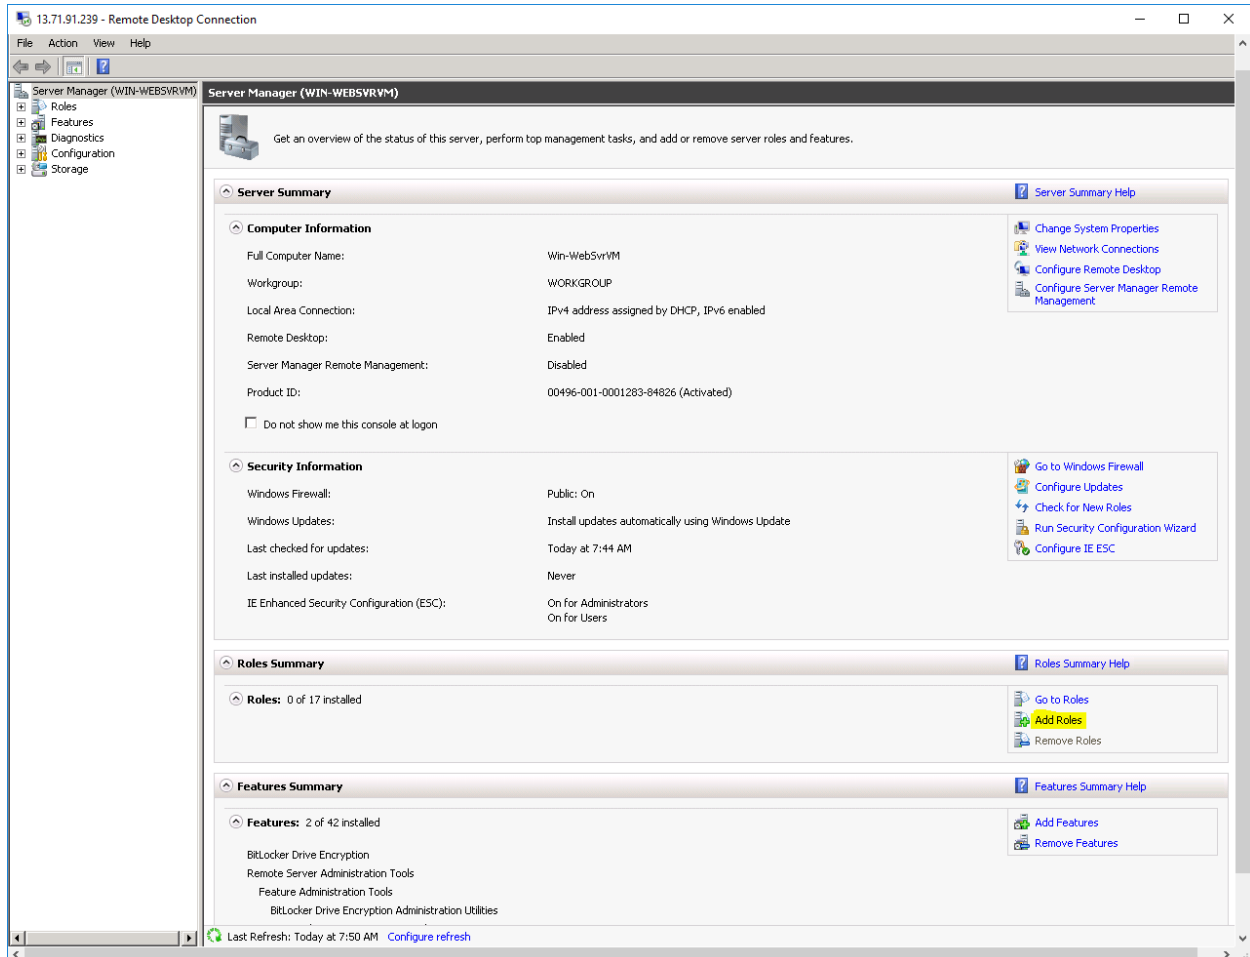 13.71.91.239 - Remote Desktop Connection
File Action View Help
Server Manager (WIN-WEBSVRVM)
Roles
Features
Diagnostics
Configuration
Storage
Server Manager (WIN-WEBSVRVM)
Get an overview of the status of this server, perform top management tasks, and add or remove server roles and features.
Server Summary
Server Summary Help
Computer Information
Full Computer Name: Win-WebSvrVM
Workgroup: WORKGROUP
Local Area Connection: IPv4 address assigned by DHCP, IPv6 enabled
Remote Desktop: Enabled
Server Manager Remote Management: Disabled
Product ID: 00496-001-0001283-84826 (Activated)
Do not show me this console at logon
Change System Properties
View Network Connections
Configure Remote Desktop
Configure Server Manager Remote
Management
Security Information
Windows Firewall: Public: On
Windows Updates: Install updates automatically using Windows Update
Last checked for updates: Today at 7:44 AM
Last installed updates: Never
IE Enhanced Security Configuration (ESC): On for Administrators
On for Users
Go to Windows Firewall
Configure Updates
Check for New Roles
Run Security Configuration Wizard
Configure IE ESC
Roles Summary
Roles Summary Help
Roles: 0 of 17 installed
Go to Roles
Add Roles
Remove Roles
Features Summary
Features Summary Help
Features: 2 of 42 installed
BitLocker Drive Encryption
Remote Server Administration Tools
Feature Administration Tools
BitLocker Drive Encryption Administration Utilities
Add Features
Remove Features
Last Refresh: Today at 7:50 AM Configure refresh